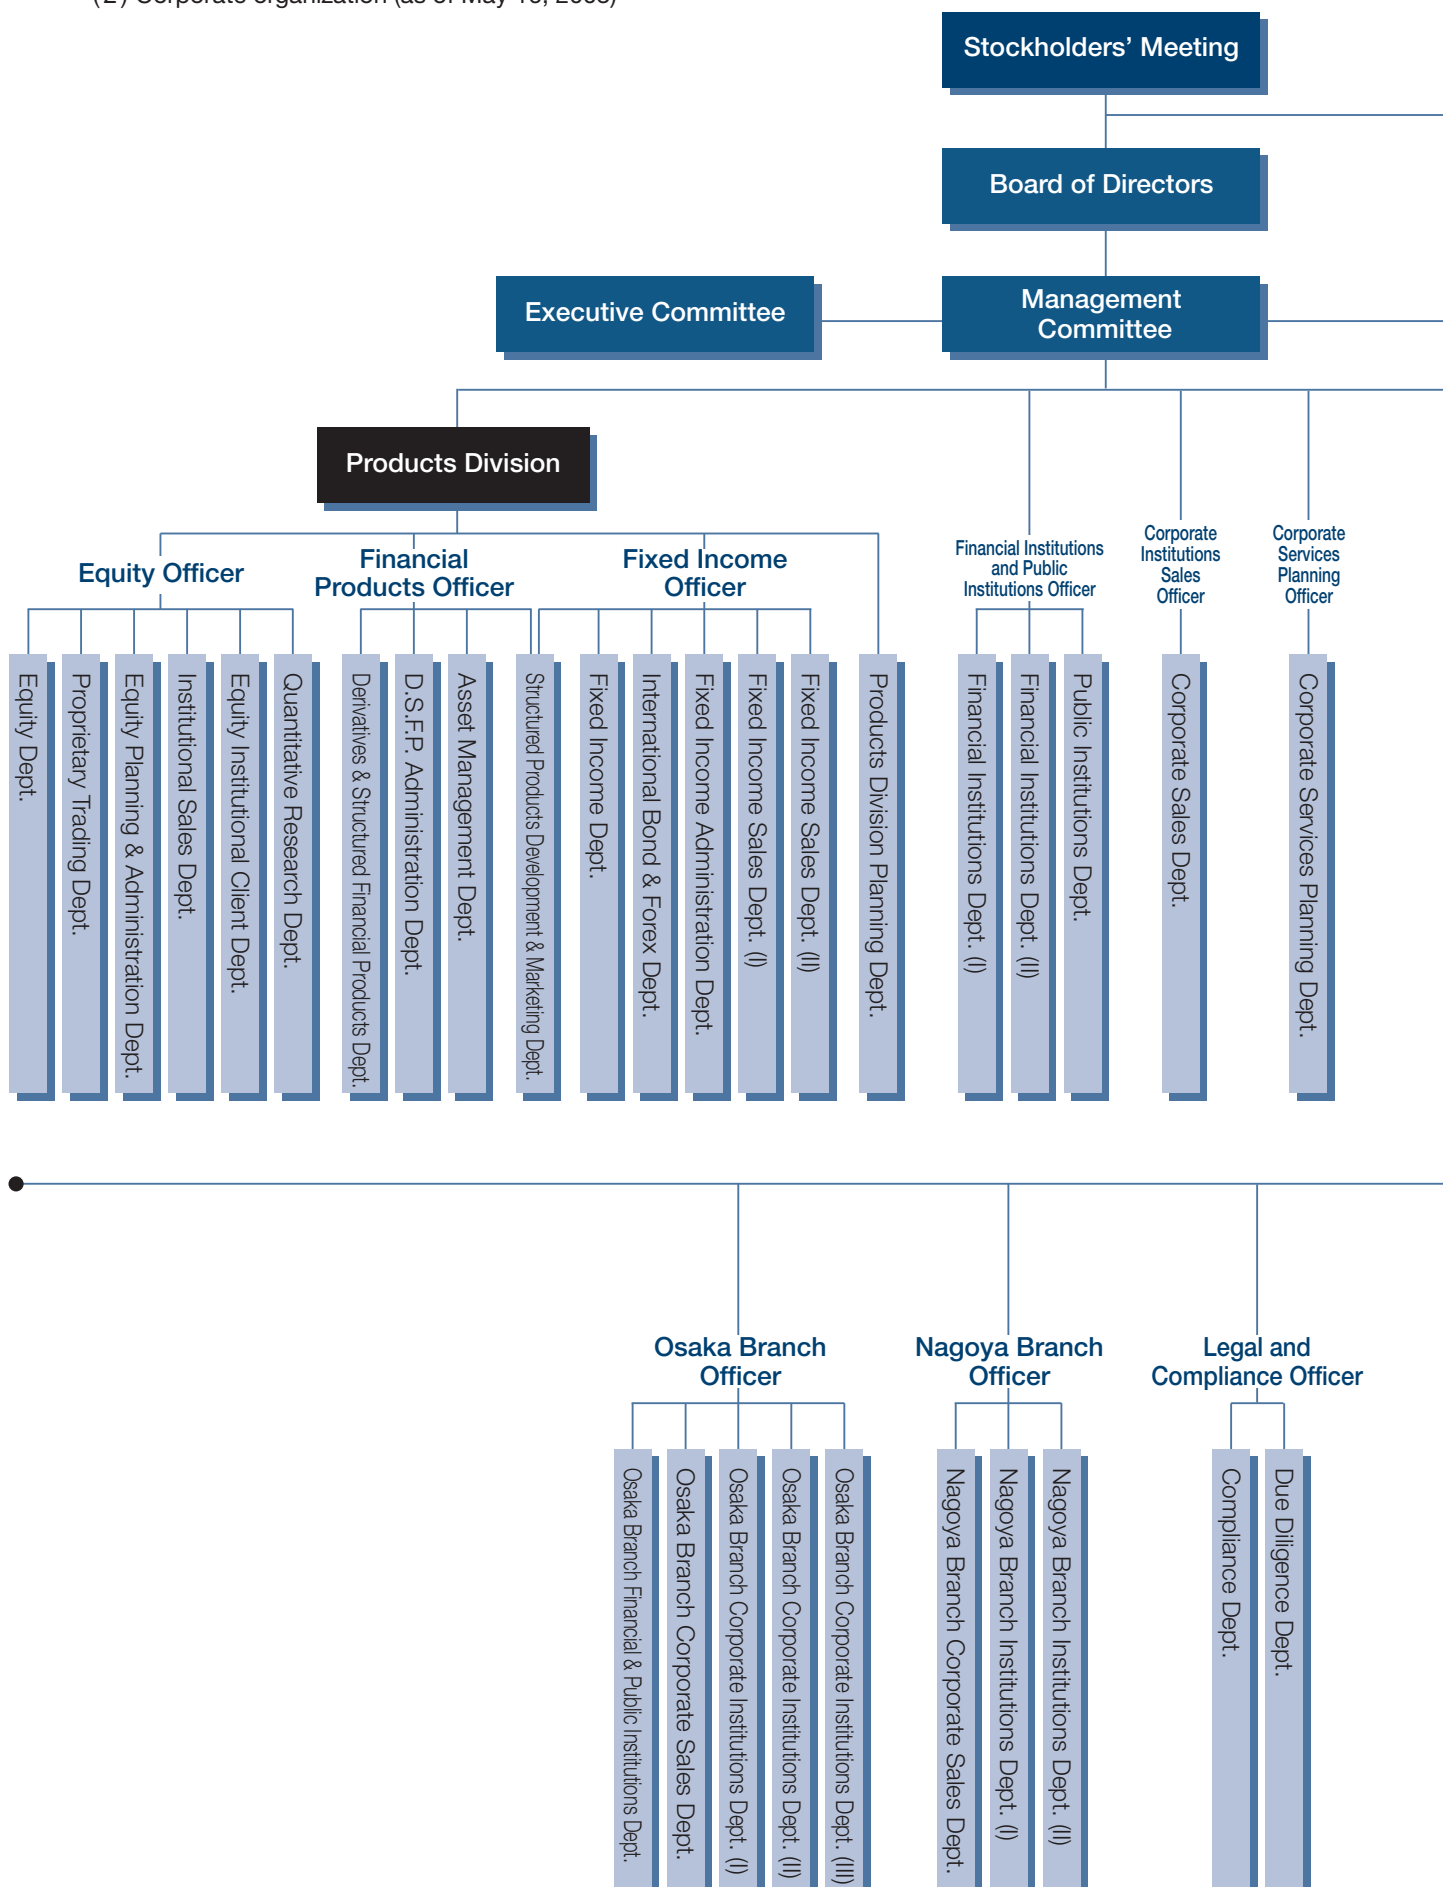 (2) Corporate organization (as of May
Stockholders' Meeting
Board of Directors
Executive Committee
Management
Committee
Products Division
Equity Officer
Financial
Products Officer
Fixed Income
Officer
Financial Institutions
and Public
Institutions Officer
Corporate
Institutions
Sales
Officer
Corporate
Services
Planning
Officer
Equity Dept.
Proprietary Trading Dept.
Equity Planning & Administration Dept.
Institutional Sales Dept.
Equity Institutional Client Dept.
Quantitative Research Dept.
Derivatives & Structured Financial Products Dept.
D.S.F.P. Administration Dept.
Asset Management Dept.
Structured Products Development & Marketing Dept.
Fixed Income Dept.
International Bond & Forex Dept.
Fixed Income Administration Dept.
Fixed Income Sales Dept. (I)
Fixed Income Sales Dept. (II)
Products Division Planning Dept.
Financial Institutions Dept. (I)
Financial Institutions Dept. (II)
Public Institutions Dept.
Corporate Sales Dept.
Corporate Services Planning Dept.
Osaka Branch
Officer
Nagoya Branch
Officer
Legal and
Compliance Officer
Osaka Branch Financial & Public Institutions Dept.
Osaka Branch Corporate Sales Dept.
Osaka Branch Corporate Institutions Dept. (I)
Osaka Branch Corporate Institutions Dept. (II)
Osaka Branch Corporate Institutions Dept. (III)
Nagoya Branch Corporate Sales Dept.
Nagoya Branch Institutions Dept. (I)
Nagoya Branch Institutions Dept. (II)
Compliance Dept.
Due Diligence Dept.